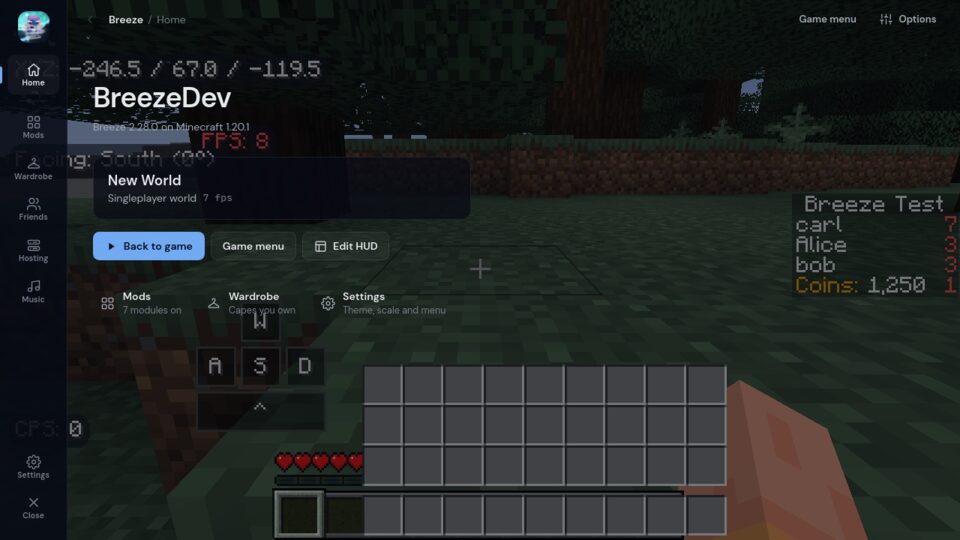 Breeze / Home
Game menu
Options
XYZ: -246.5 / 67.0 / -119.5
Home
BreezeDev
Breeze 2.28.0 on Minecraft 1.20.1
Mods
FPS: 8
Facing: South (0°)
Wardrobe
New World
Singleplayer world 7 fps
Friends
Breeze Test
carl 7
Alice 3
bob 3
Coins: 1,250 1
Hosting
Back to game
Game menu
Edit HUD
Music
Mods
7 modules on
Wardrobe
Capes you own
Settings
Theme, scale and menu
W
A S D
^
CPS: 0
Settings
Close